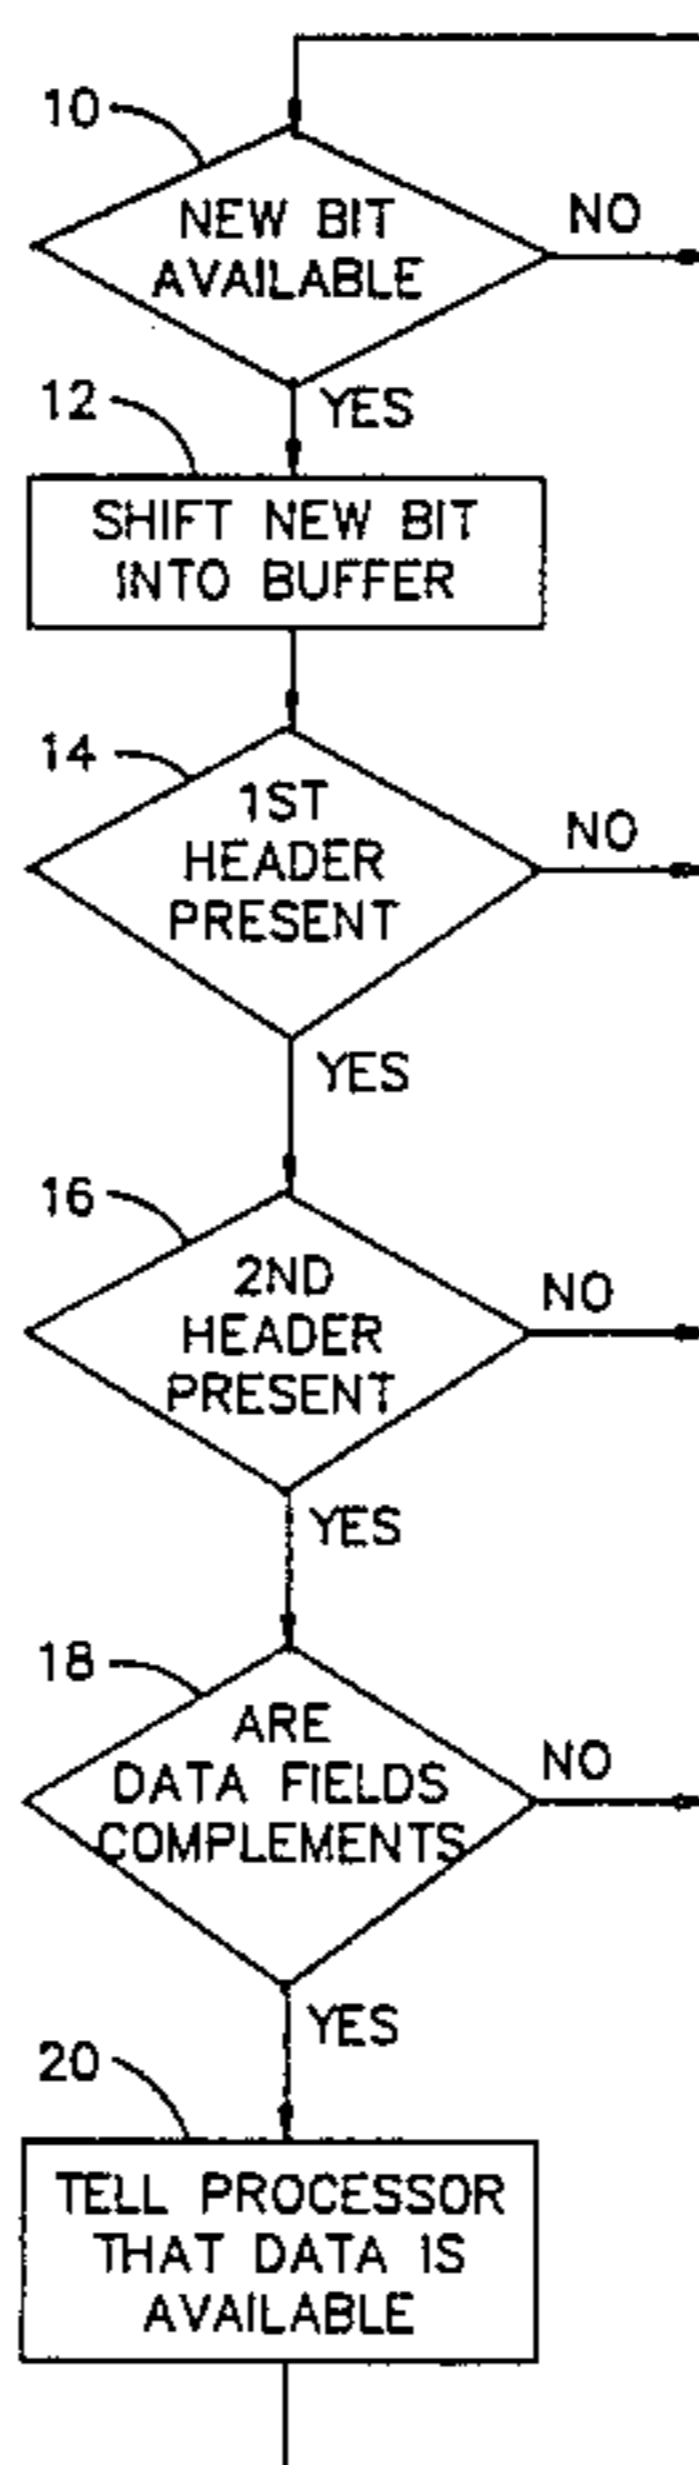 10
NEW BIT
AVAILABLE
NO
YES
12
SHIFT NEW BIT
INTO BUFFER
14
1ST
HEADER
PRESENT
NO
YES
16
2ND
HEADER
PRESENT
NO
YES
18
ARE
DATA FIELDS
COMPLEMENTS
NO
YES
20
TELL PROCESSOR
THAT DATA IS
AVAILABLE